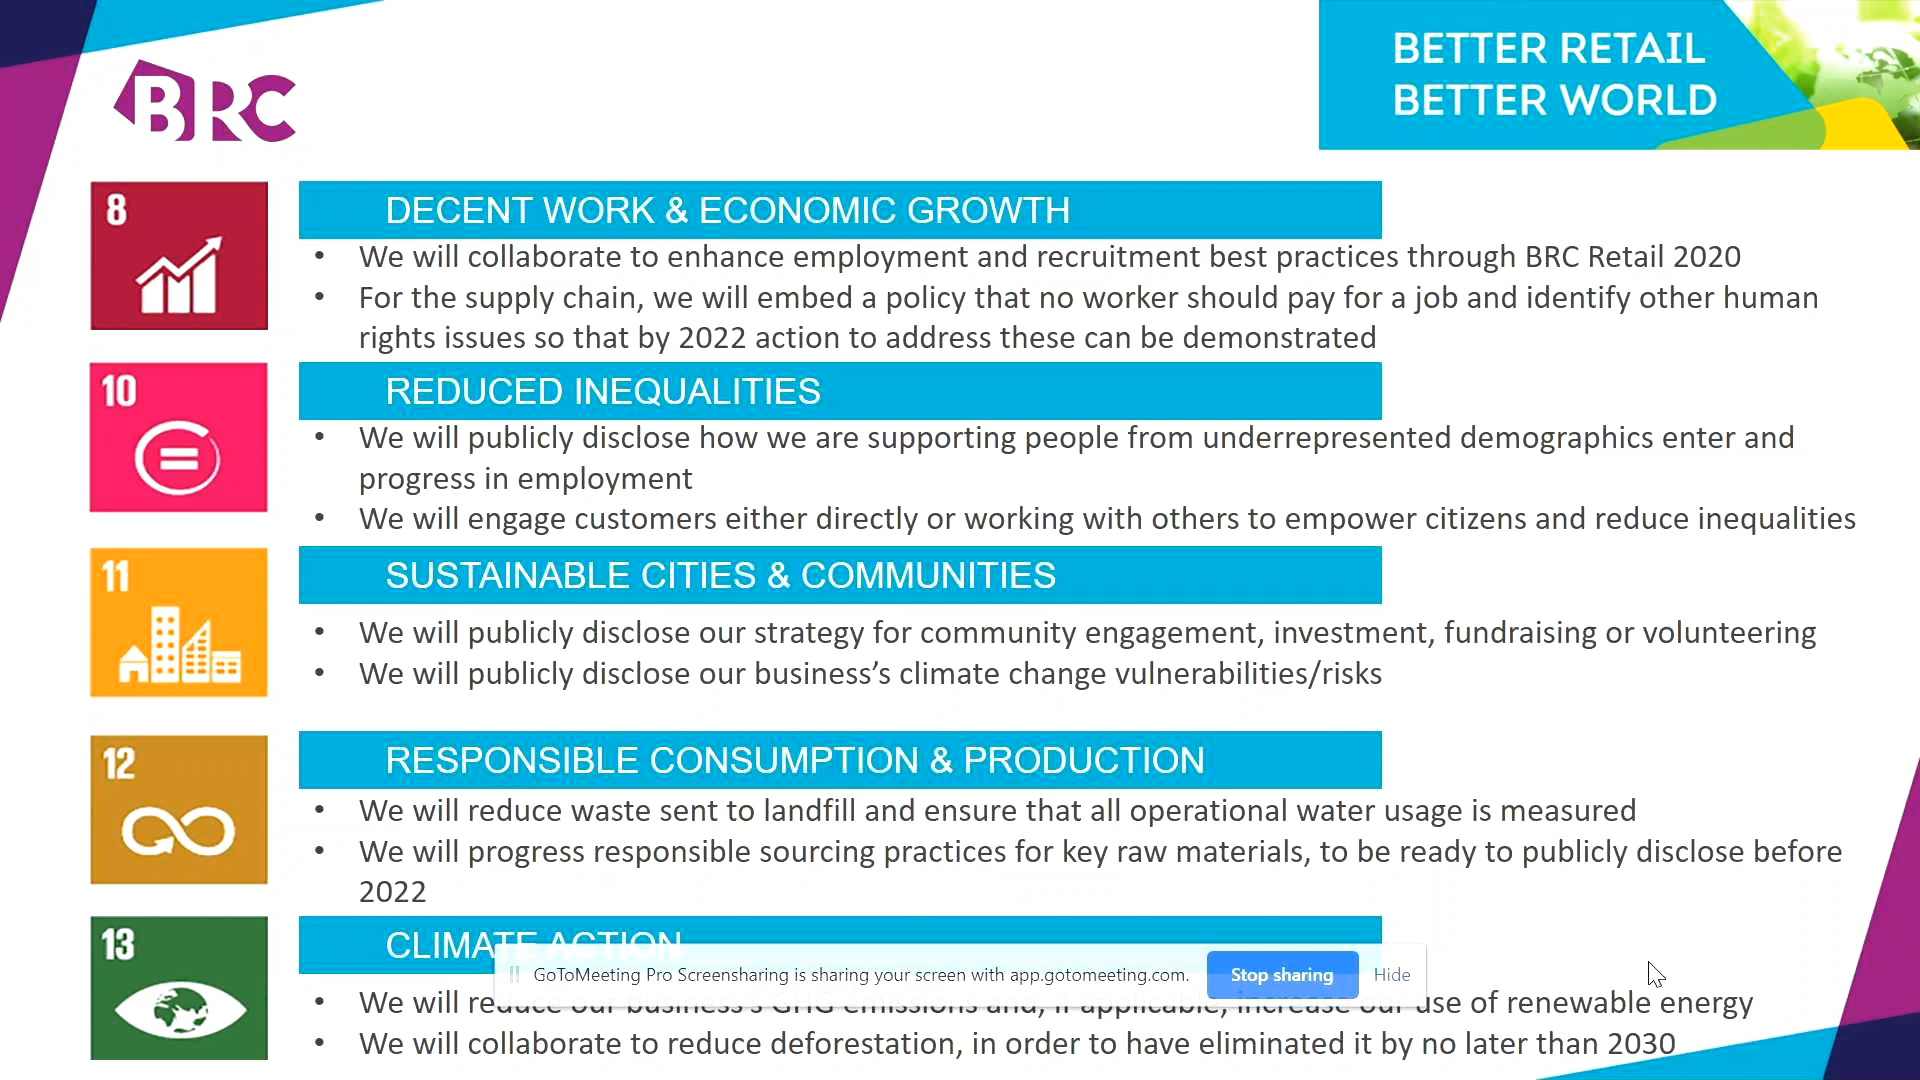 BRC
BETTER RETAIL
BETTER WORLD
8
DECENT WORK & ECONOMIC GROWTH
• We will collaborate to enhance employment and recruitment best practices through BRC Retail 2020
• For the supply chain, we will embed a policy that no worker should pay for a job and identify other human
rights issues so that by 2022 action to address these can be demonstrated
10
REDUCED INEQUALITIES
• We will publicly disclose how we are supporting people from underrepresented demographics enter and
progress in employment
• We will engage customers either directly or working with others to empower citizens and reduce inequalities
11
SUSTAINABLE CITIES & COMMUNITIES
• We will publicly disclose our strategy for community engagement, investment, fundraising or volunteering
• We will publicly disclose our business’s climate change vulnerabilities/risks
12
RESPONSIBLE CONSUMPTION & PRODUCTION
• We will reduce waste sent to landfill and ensure that all operational water usage is measured
• We will progress responsible sourcing practices for key raw materials, to be ready to publicly disclose before
2022
13
CLIMATE ACTION
GoToMeeting Pro Screensharing is sharing your screen with app.gotomeeting.com. Stop sharing Hide
• We will reduce our business’s GHG emissions and, if applicable, increase our use of renewable energy
• We will collaborate to reduce deforestation, in order to have eliminated it by no later than 2030